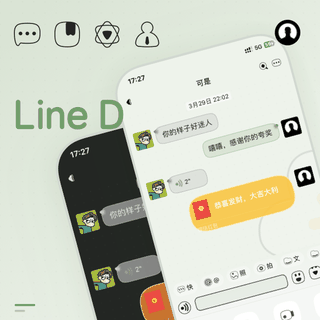 Line D
17:27
5G
可是
3月29日 22:02
你的样子好迷人
嘻嘻，感谢你的夸奖
2"
恭喜发财，大吉大利
快
@
照
拍
文
17:27
你的样子
2"